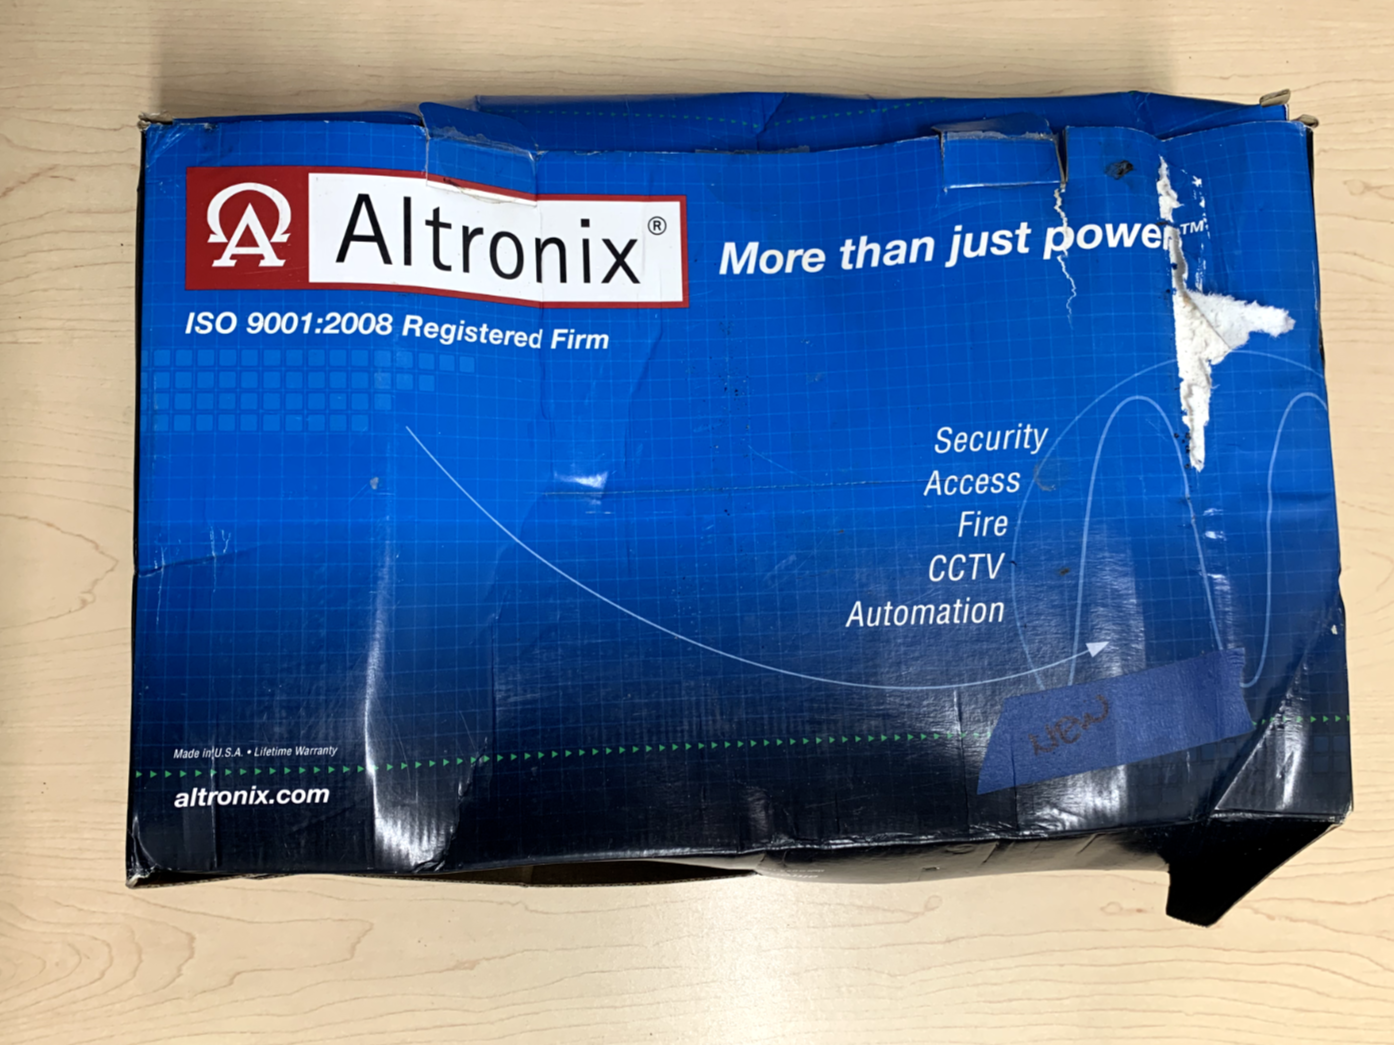 Altronix®
More than just power™
ISO 9001:2008 Registered Firm
Security
Access
Fire
CCTV
Automation
new
Made in U.S.A. • Lifetime Warranty
altronix.com